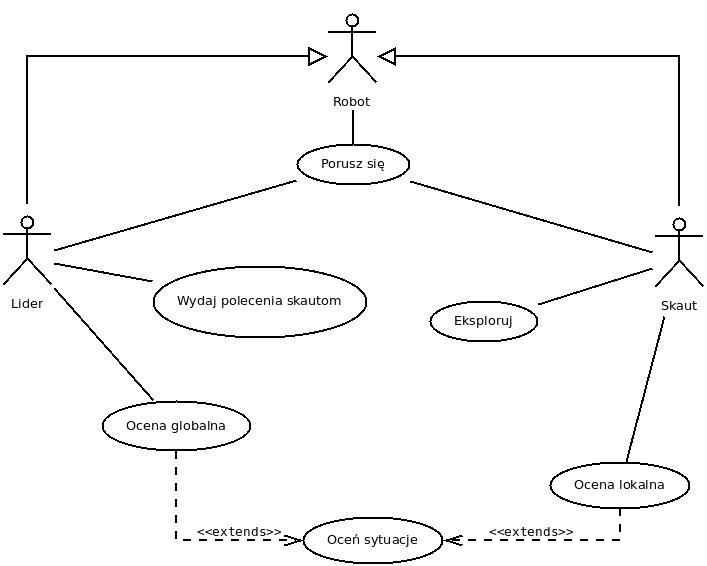 Robot
Porusz się
Lider
Wydaj polecenia skautom
Eksploruj
Skaut
Ocena globalna
Ocena lokalna
<<extends>>
Oceń sytuacje
<<extends>>